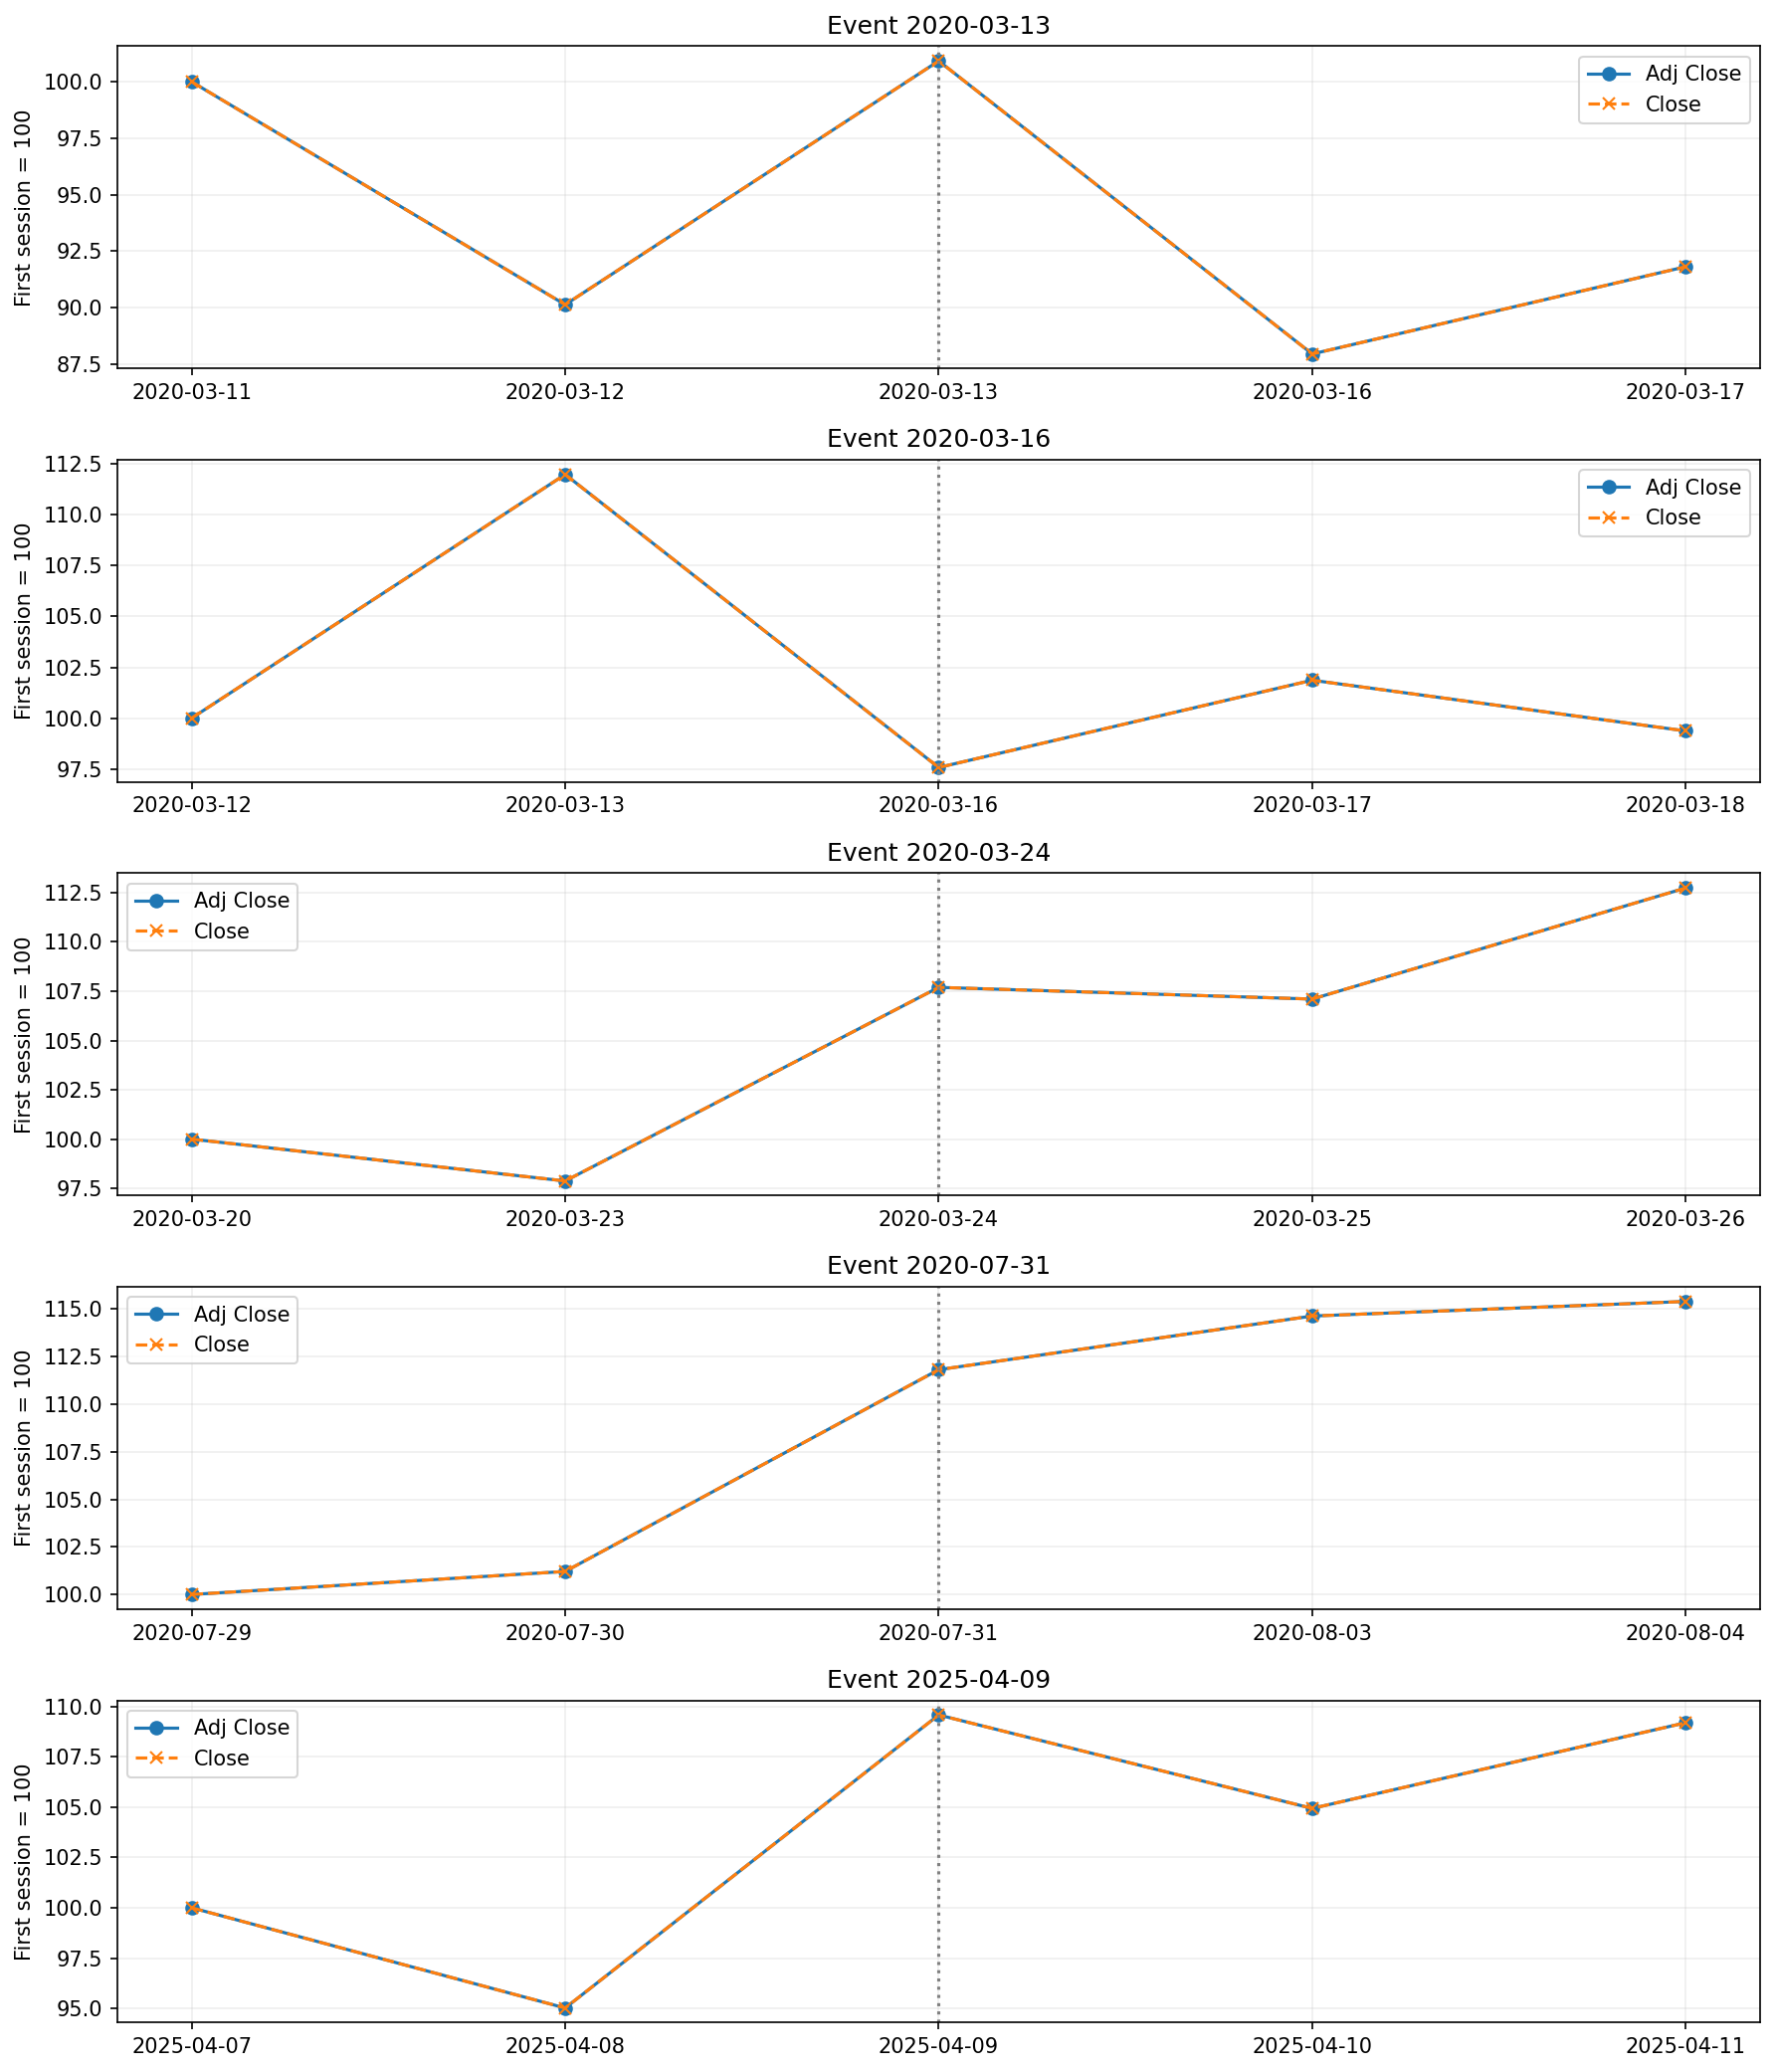 Event 2020-03-13
First session = 100
100.0
97.5
95.0
92.5
90.0
87.5
Adj Close
Close
2020-03-11 2020-03-12 2020-03-13 2020-03-16 2020-03-17
Event 2020-03-16
First session = 100
112.5
110.0
107.5
105.0
102.5
100.0
97.5
Adj Close
Close
2020-03-12 2020-03-13 2020-03-16 2020-03-17 2020-03-18
Event 2020-03-24
First session = 100
112.5
110.0
107.5
105.0
102.5
100.0
97.5
Adj Close
Close
2020-03-20 2020-03-23 2020-03-24 2020-03-25 2020-03-26
Event 2020-07-31
First session = 100
115.0
112.5
110.0
107.5
105.0
102.5
100.0
Adj Close
Close
2020-07-29 2020-07-30 2020-07-31 2020-08-03 2020-08-04
Event 2025-04-09
First session = 100
110.0
107.5
105.0
102.5
100.0
97.5
95.0
Adj Close
Close
2025-04-07 2025-04-08 2025-04-09 2025-04-10 2025-04-11